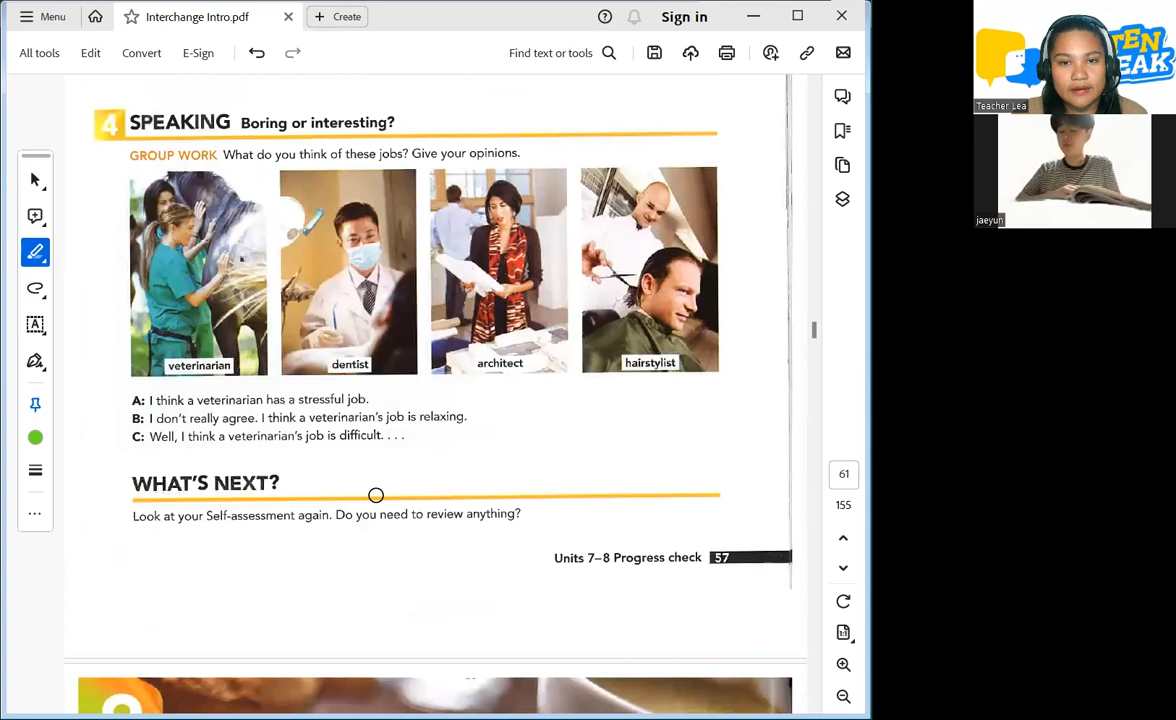 Menu
Interchange Intro.pdf
Create
Sign in
All tools
Edit
Convert
E-Sign
Find text or tools
4 SPEAKING Boring or interesting?
GROUP WORK What do you think of these jobs? Give your opinions.
veterinarian
dentist
architect
hairstylist
A: I think a veterinarian has a stressful job.
B: I don't really agree. I think a veterinarian's job is relaxing.
C: Well, I think a veterinarian's job is difficult. . . .
WHAT'S NEXT?
Look at your Self-assessment again. Do you need to review anything?
Units 7–8 Progress check 57
61
155
1:1
Teacher Lea
jaeyun